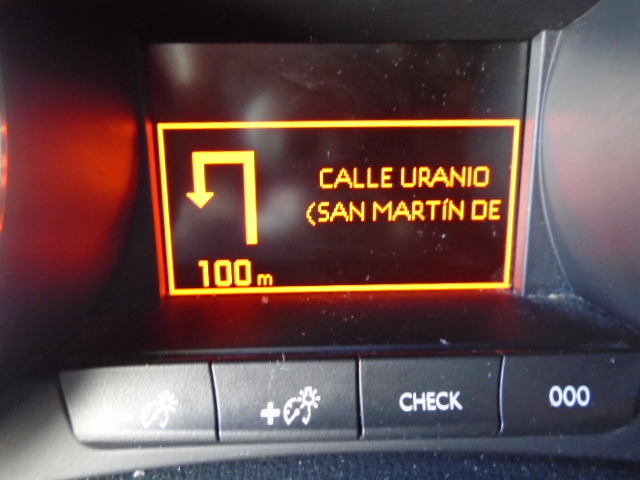 CALLE URANIO
(SAN MARTÍN DE
100 m
CHECK
000